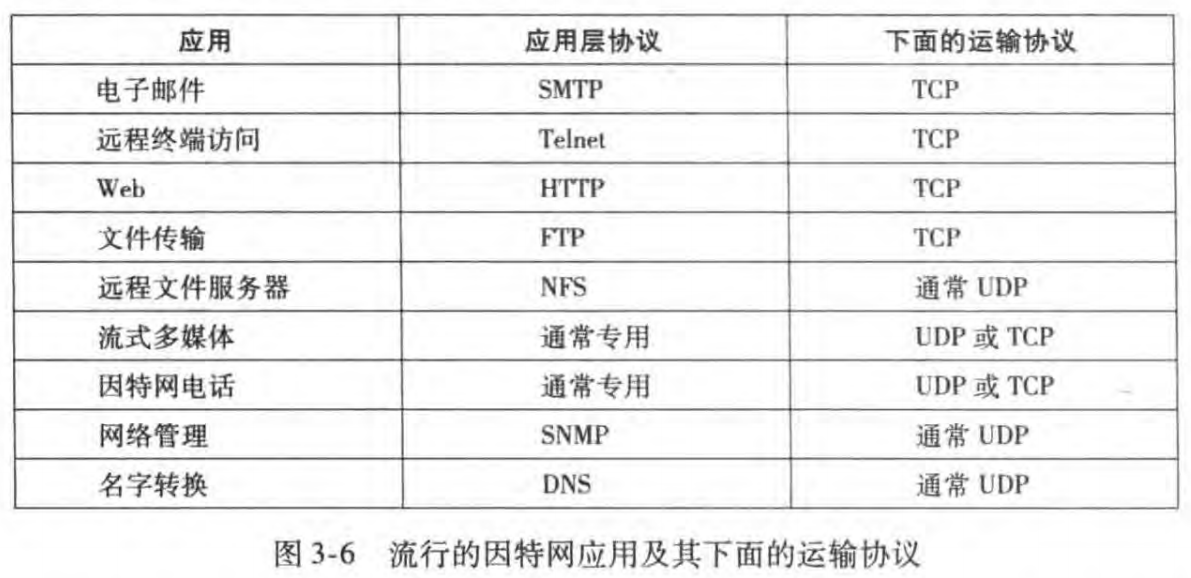 应用 应用层协议 下面的运输协议
电子邮件 SMTP TCP
远程终端访问 Telnet TCP
Web HTTP TCP
文件传输 FTP TCP
远程文件服务器 NFS 通常 UDP
流式多媒体 通常专用 UDP 或 TCP
因特网电话 通常专用 UDP 或 TCP
网络管理 SNMP 通常 UDP
名字转换 DNS 通常 UDP
图 3-6 流行的因特网应用及其下面的运输协议